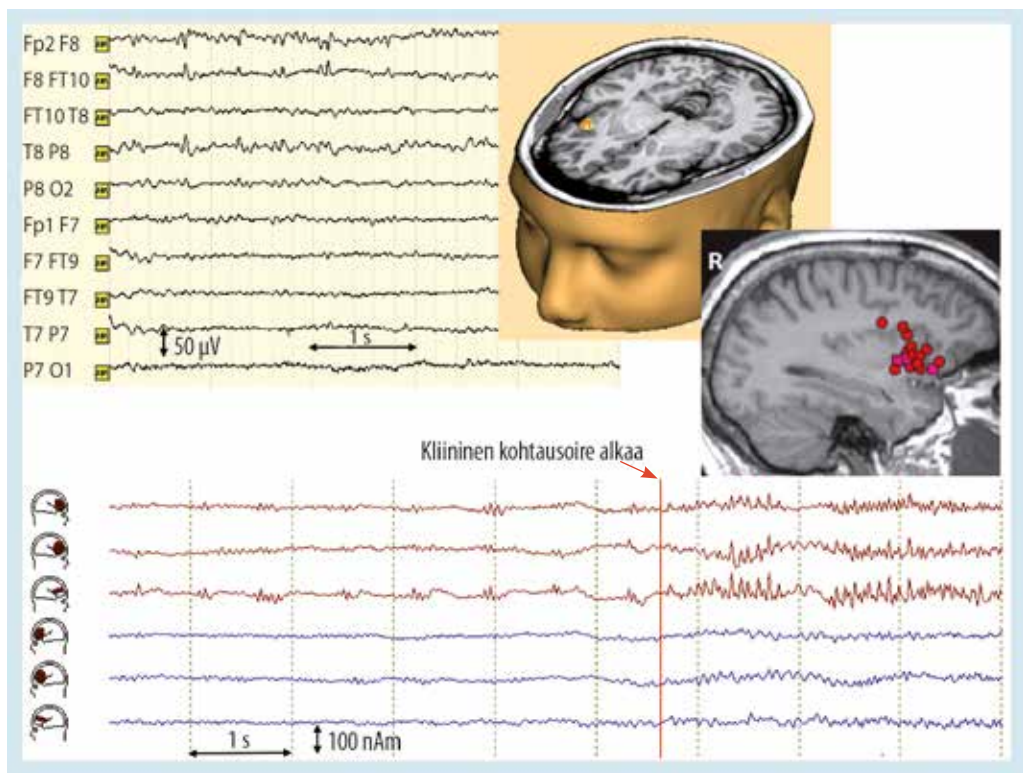 Fp2 F8
F8 FT10
FT10 T8
T8 P8
P8 O2
Fp1 F7
F7 FT9
FT9 T7
T7 P7
P7 O1
50 µV
1 s
R
Kliininen kohtausoire alkaa
1 s
100 nAm